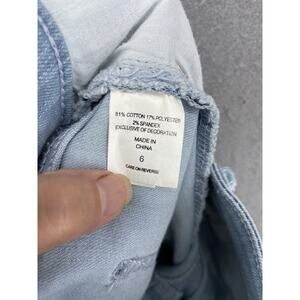 81% COTTON 17% POLYESTER
2% SPANDEX
EXCLUSIVE OF DECORATION
MADE IN
CHINA
6
CARE ON REVERSE